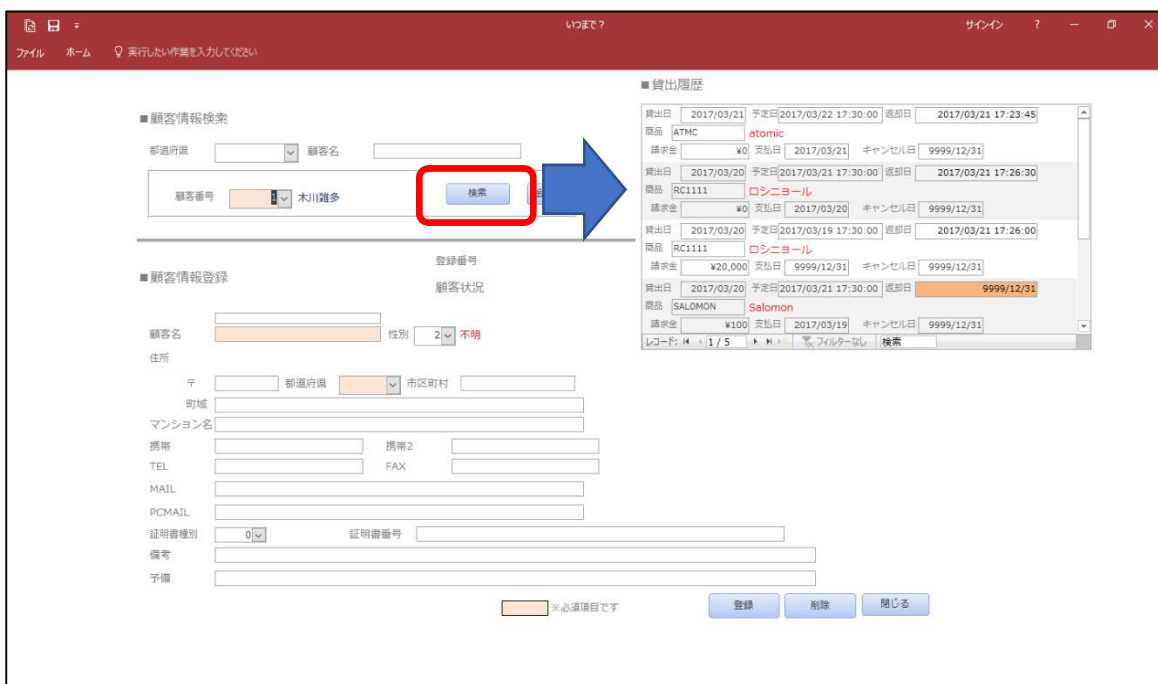 いつまで？
サインイン ?
ファイル ホーム 実行したい作業を入力してください
■顧客情報検索
都道府県 顧客名
顧客番号 1 木川雑多 検索
■貸出履歴
貸出日 2017/03/21 予定日 2017/03/22 17:30:00 返却日 2017/03/21 17:23:45
商品 ATMC atomic
請求金 ¥0 支払日 2017/03/21 キャンセル日 9999/12/31
貸出日 2017/03/20 予定日 2017/03/21 17:30:00 返却日 2017/03/21 17:26:30
商品 RC1111 ロシニョール
請求金 ¥0 支払日 2017/03/20 キャンセル日 9999/12/31
貸出日 2017/03/20 予定日 2017/03/19 17:30:00 返却日 2017/03/21 17:26:00
商品 RC1111 ロシニョール
請求金 ¥20,000 支払日 9999/12/31 キャンセル日 9999/12/31
貸出日 2017/03/20 予定日 2017/03/21 17:30:00 返却日 9999/12/31
商品 SALOMON Salomon
請求金 ¥100 支払日 2017/03/19 キャンセル日 9999/12/31
レコード: 1 / 5 フィルターなし 検索
登録番号
■顧客情報登録
顧客状況
顧客名 性別 2 不明
住所
〒 都道府県 市区町村
町域
マンション名
携帯 携帯2
TEL FAX
MAIL
PCMAIL
証明書種別 0 証明書番号
備考
予備
※必須項目です 登録 削除 閉じる